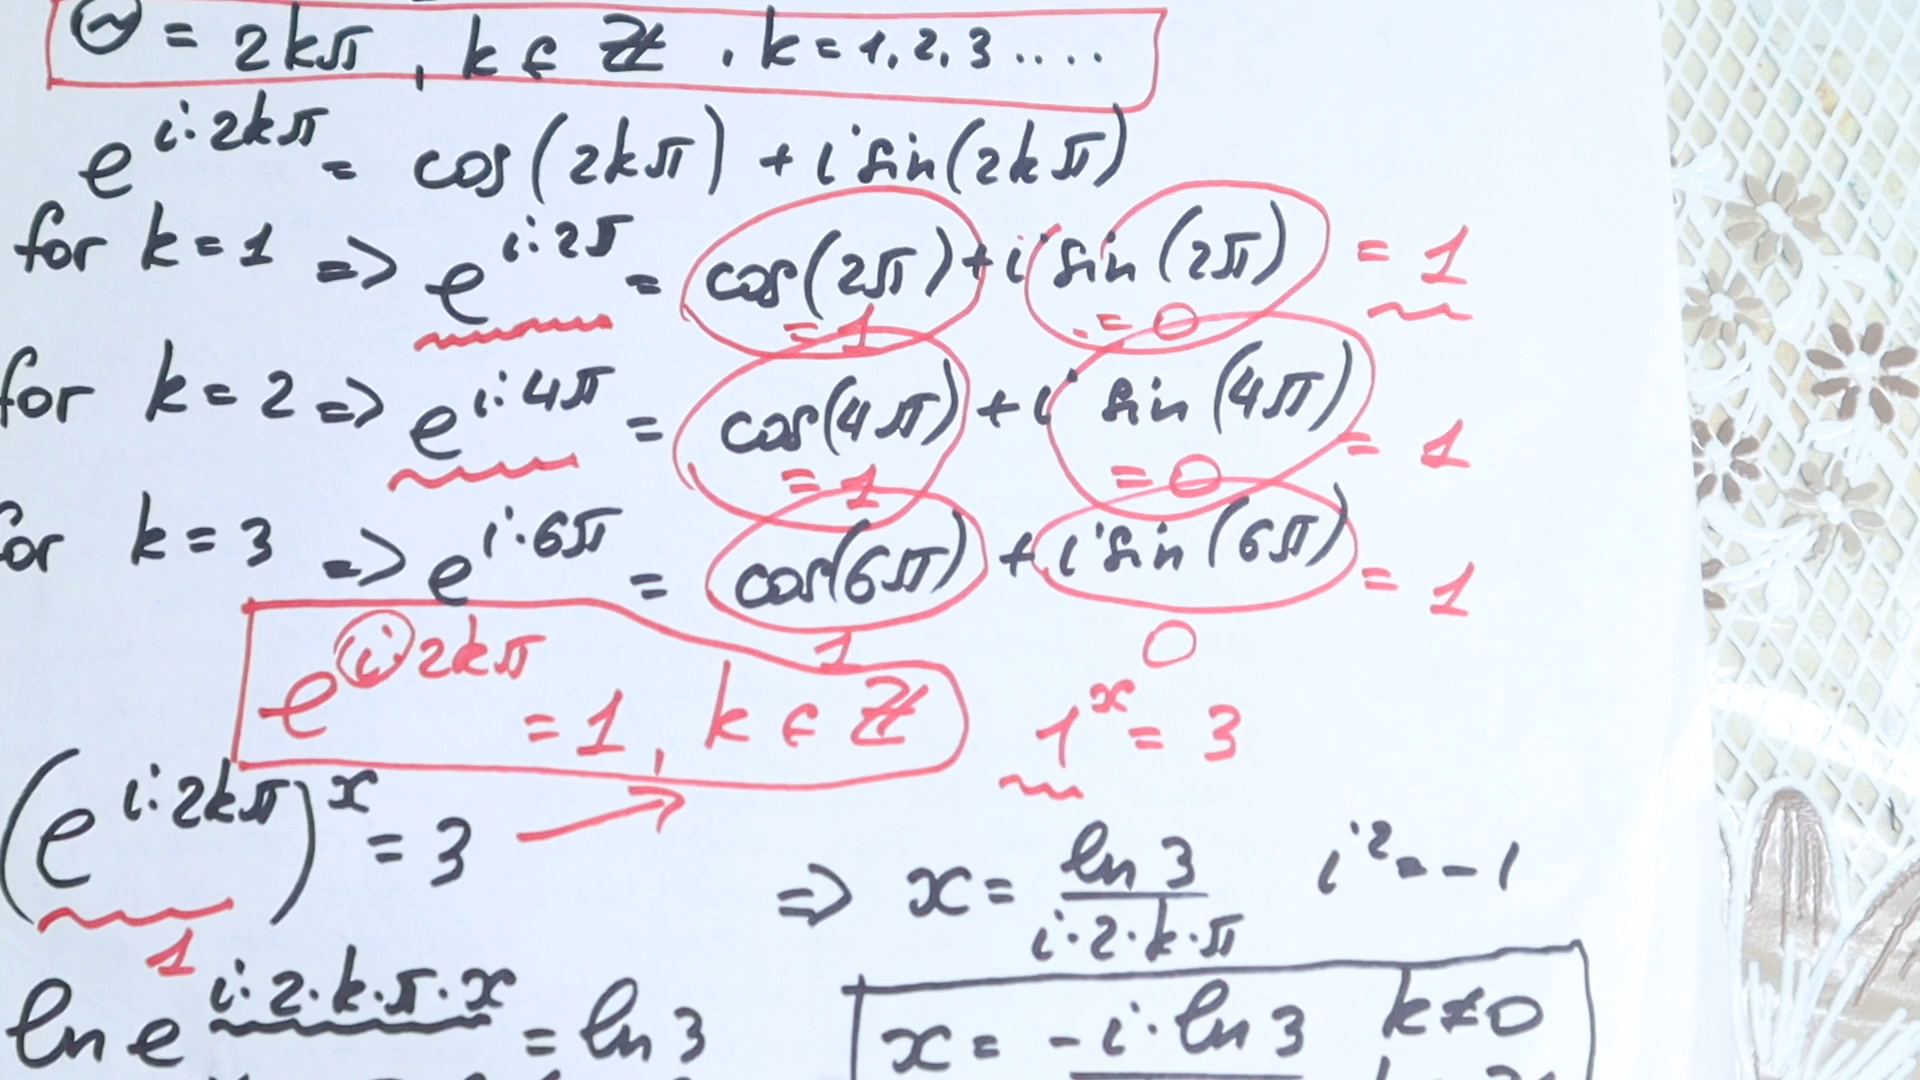 Θ = 2kπ, k ∈ ℤ, k = 1, 2, 3 ....
e^{i·2kπ} = cos(2kπ) + i sin(2kπ)
for k = 1 => e^{i·2π} = cos(2π) + i sin(2π) = 1
= 1 = 0
for k = 2 => e^{i·4π} = cos(4π) + i sin(4π) = 1
= 1 = 0
for k = 3 => e^{i·6π} = cos(6π) + i sin(6π) = 1
1 0
e^{i2kπ} = 1, k ∈ ℤ 1^x = 3
(e^{i·2kπ})^x = 3
1
=> x = ln 3 / i·2·k·π i² = -1
ln e^{i·2·k·π·x} = ln 3
x = -i·ln 3 k ≠ 0